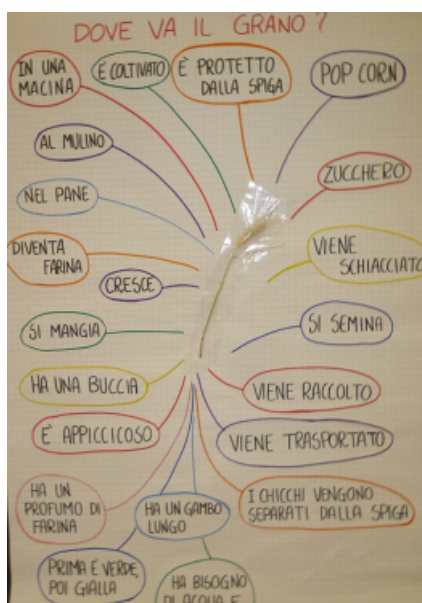 DOVE VA IL GRANO?
IN UNA
MACINA
È COLTIVATO
È PROTETTO
DALLA SPIGA
POP CORN
AL MULINO
ZUCCHERO
NEL PANE
DIVENTA
FARINA
VIENE
SCHIACCIATO
CRESCE
SI MANGIA
SI SEMINA
HA UNA BUCCIA
VIENE RACCOLTO
È APPICCICOSO
VIENE TRASPORTATO
HA UN
PROFUMO DI
FARINA
HA UN GAMBO
LUNGO
I CHICCHI VENGONO
SEPARATI DALLA SPIGA
PRIMA E VERDE,
POI GIALLA
HA BISOGNO
DI ACQUA E